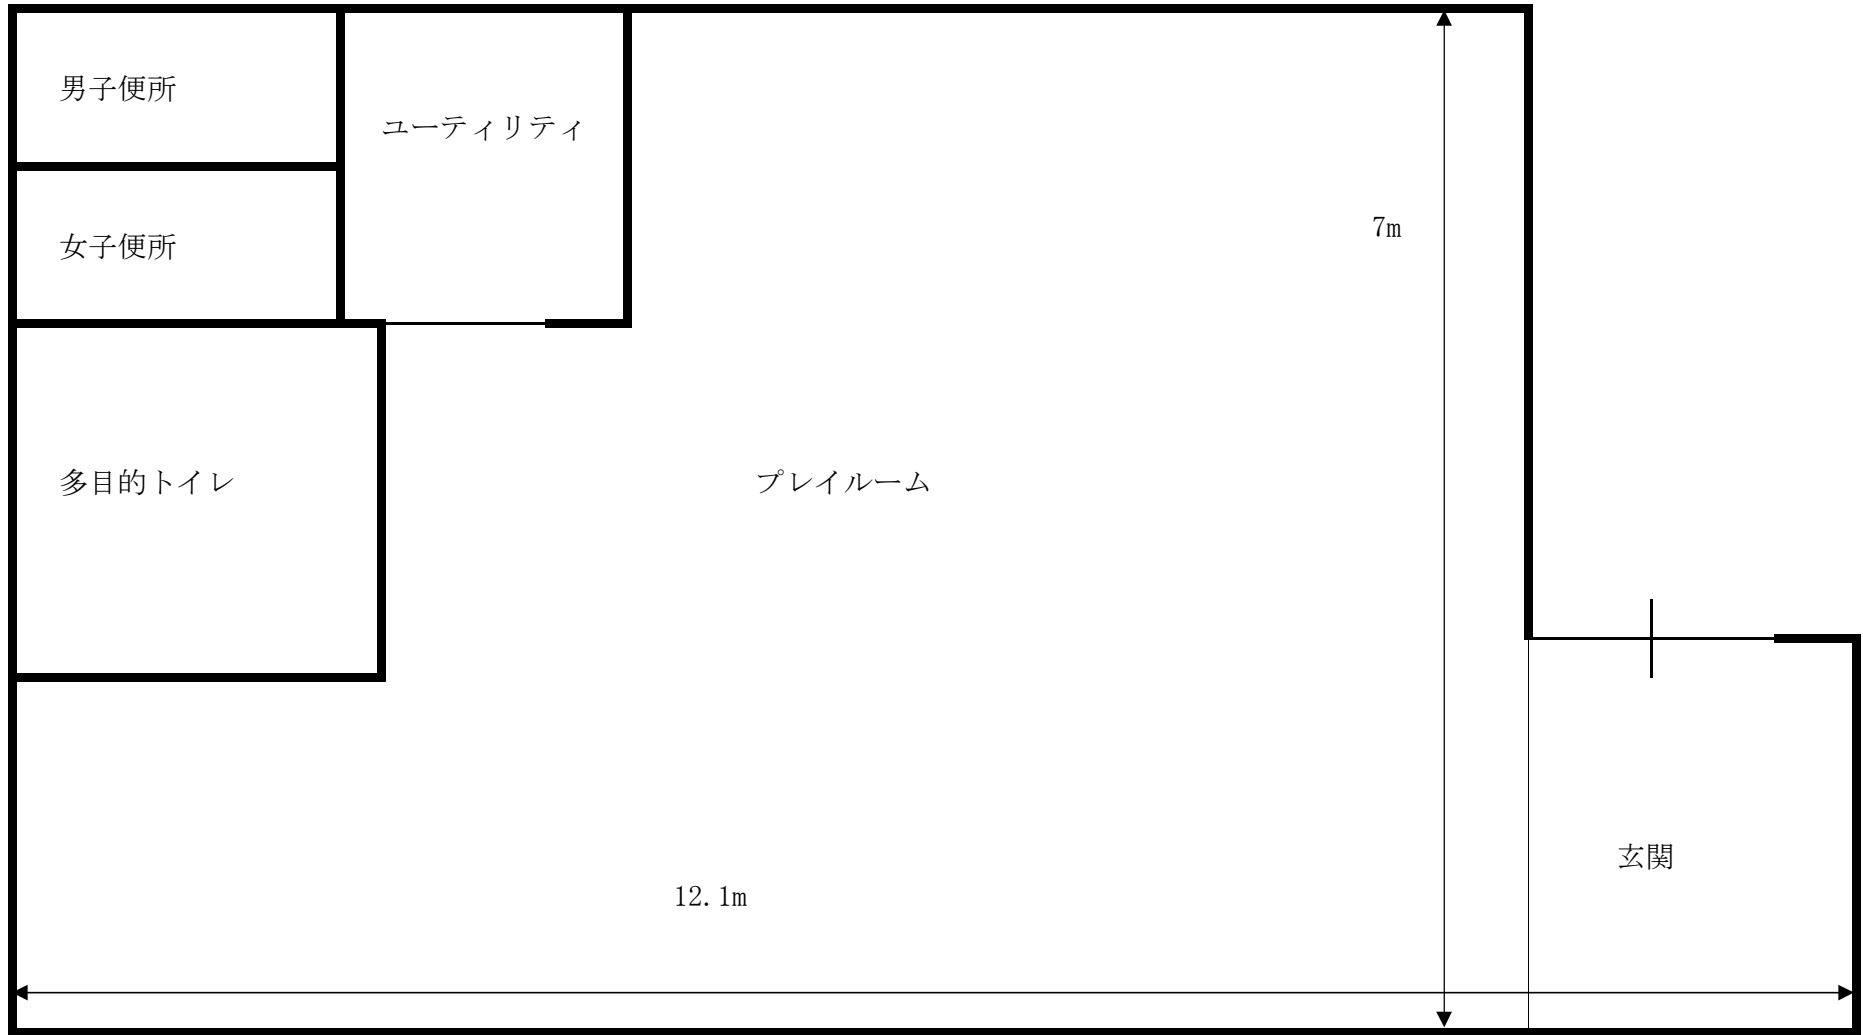 男子便所
ユーティリティ
女子便所
7m
多目的トイレ
プレイルーム
玄関
12.1m